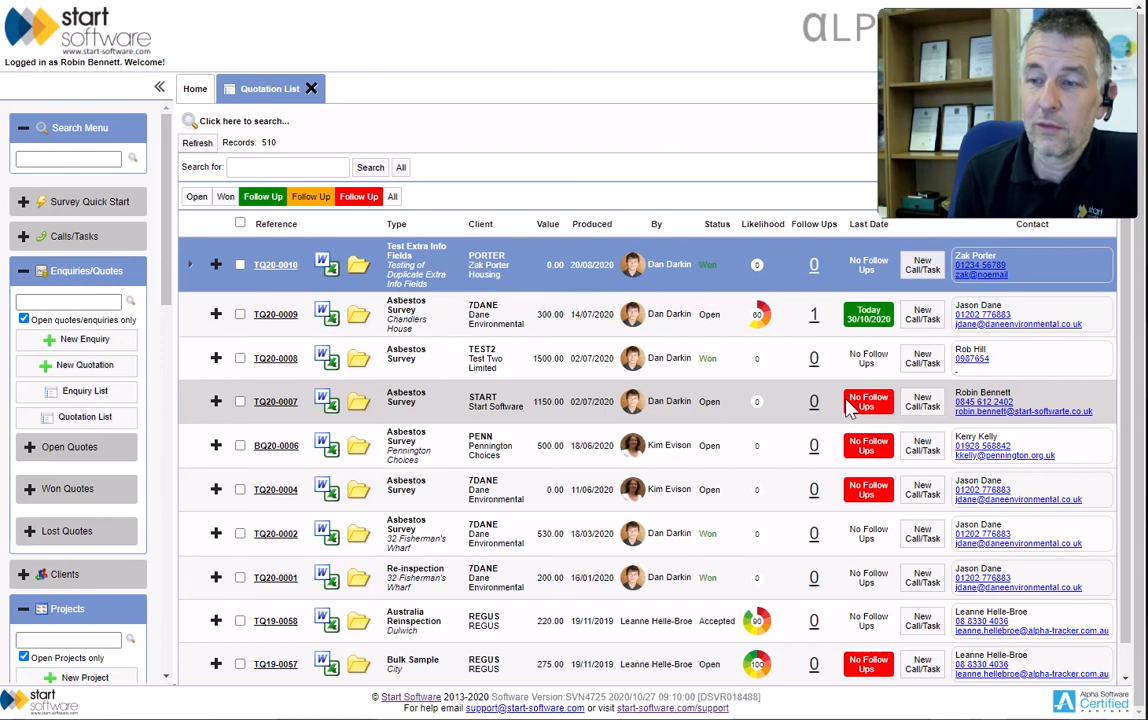 start
software
www.start-software.com
Logged in as Robin Bennett. Welcome!
Home
Quotation List
Click here to search...
Refresh
Records: 510
Search for:
Search
All
Open
Won
Follow Up
Follow Up
Follow Up
All
Search Menu
Survey Quick Start
Calls/Tasks
Enquiries/Quotes
Open quotes/enquiries only
New Enquiry
New Quotation
Enquiry List
Quotation List
Open Quotes
Won Quotes
Lost Quotes
Clients
Projects
Open Projects only
New Project
Reference Type Client Value Produced By Status Likelihood Follow Ups Last Date Contact
TQ20-0010
Test Extra Info
Fields
Testing of
Duplicate Extra
Info Fields
PORTER
Zak Porter
Housing
0.00 20/08/2020 Dan Darkin Won 0 0
No Follow
Ups
New
Call/Task
Zak Porter
01234 56789
zak@noemail
TQ20-0009
Asbestos
Survey
Chandlers
House
7DANE
Dane
Environmental
300.00 14/07/2020 Dan Darkin Open 60 1
Today
30/10/2020
New
Call/Task
Jason Dane
01202 776883
jdane@daneenvironmental.co.uk
TQ20-0008
Asbestos
Survey
TEST2
Test Two
Limited
1500.00 02/07/2020 Dan Darkin Won 0 0
No Follow
Ups
New
Call/Task
Rob Hill
0987654
-
TQ20-0007
Asbestos
Survey
START
Start Software
1150.00 02/07/2020 Dan Darkin Open 0 0
No Follow
Ups
New
Call/Task
Robin Bennett
0845 612 2402
robin.bennett@start-softwarte.co.uk
BQ20-0006
Asbestos
Survey
PENN
Pennington
Choices
500.00 18/06/2020 Kim Evison Open 0 0
No Follow
Ups
New
Call/Task
Kerry Kelly
01928 568842
kkelly@pennington.org.uk
TQ20-0004
Asbestos
Survey
7DANE
Dane
Environmental
0.00 11/06/2020 Kim Evison Open 0 0
No Follow
Ups
New
Call/Task
Jason Dane
01202 776883
jdane@daneenvironmental.co.uk
TQ20-0002
Asbestos
Survey
32 Fisherman's
Wharf
7DANE
Dane
Environmental
530.00 18/03/2020 Dan Darkin Won 0 0
No Follow
Ups
New
Call/Task
Jason Dane
01202 776883
jdane@daneenvironmental.co.uk
TQ20-0001
Re-inspection
32 Fisherman's
Wharf
7DANE
Dane
Environmental
200.00 16/01/2020 Dan Darkin Won 0 0
No Follow
Ups
New
Call/Task
Jason Dane
01202 776883
jdane@daneenvironmental.co.uk
TQ19-0058
Australia
Reinspection
Dulwich
REGUS
REGUS
220.00 19/11/2019 Leanne Helle-Broe Accepted 90 0
No Follow
Ups
New
Call/Task
Leanne Helle-Broe
08 8330 4036
leanne.hellebroe@alpha-tracker.com.au
TQ19-0057
Bulk Sample
City
REGUS
REGUS
275.00 19/11/2019 Leanne Helle-Broe Open 100 0
No Follow
Ups
New
Call/Task
Leanne Helle-Broe
08 8330 4036
leanne.hellebroe@alpha-tracker.com.au
start
software
© Start Software 2013-2020 Software Version:SVN4725 2020/10/27 09:10:00 [DSVR018488]
For help email support@start-software.com or visit start-software.com/support
Alpha Software
Certified